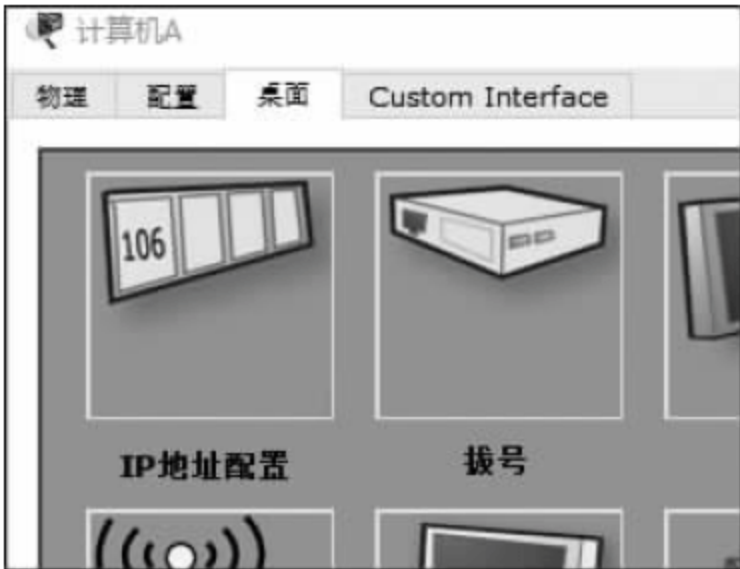 计算机A
物理 配置 桌面 Custom Interface
106
IP地址配置 拔号